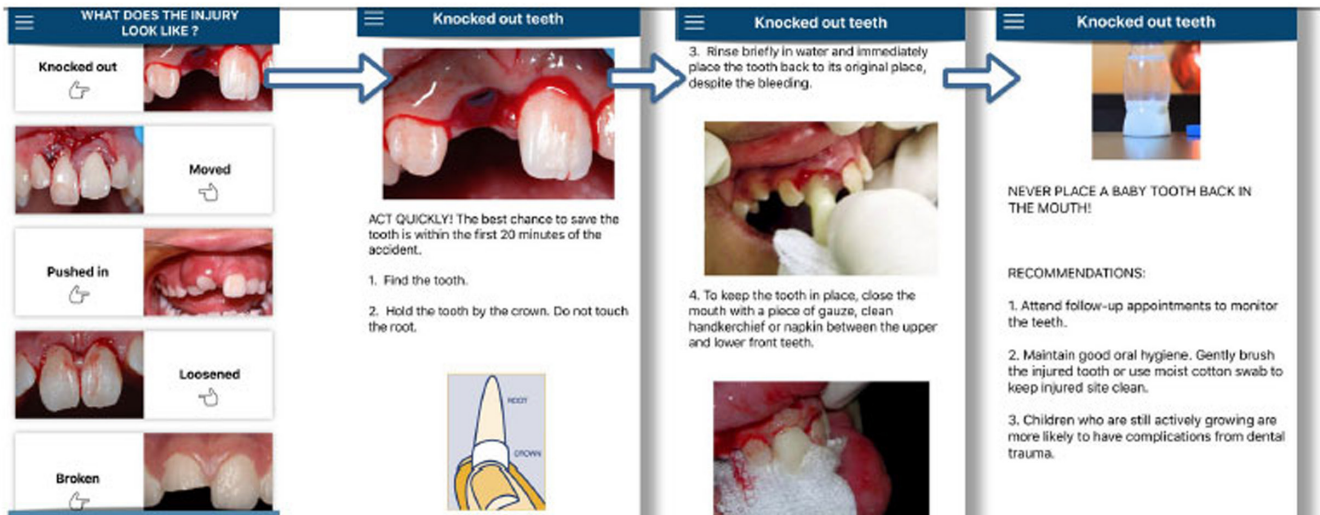 WHAT DOES THE INJURY
LOOK LIKE ?
Knocked out
Moved
Pushed in
Loosened
Broken
Knocked out teeth
ACT QUICKLY! The best chance to save the
tooth is within the first 20 minutes of the
accident.
1. Find the tooth.
2. Hold the tooth by the crown. Do not touch
the root.
ROOT
CROWN
Knocked out teeth
3. Rinse briefly in water and immediately
place the tooth back to its original place,
despite the bleeding.
4. To keep the tooth in place, close the
mouth with a piece of gauze, clean
handkerchief or napkin between the upper
and lower front teeth.
Knocked out teeth
NEVER PLACE A BABY TOOTH BACK IN
THE MOUTH!
RECOMMENDATIONS:
1. Attend follow-up appointments to monitor
the teeth.
2. Maintain good oral hygiene. Gently brush
the injured tooth or use moist cotton swab to
keep injured site clean.
3. Children who are still actively growing are
more likely to have complications from dental
trauma.